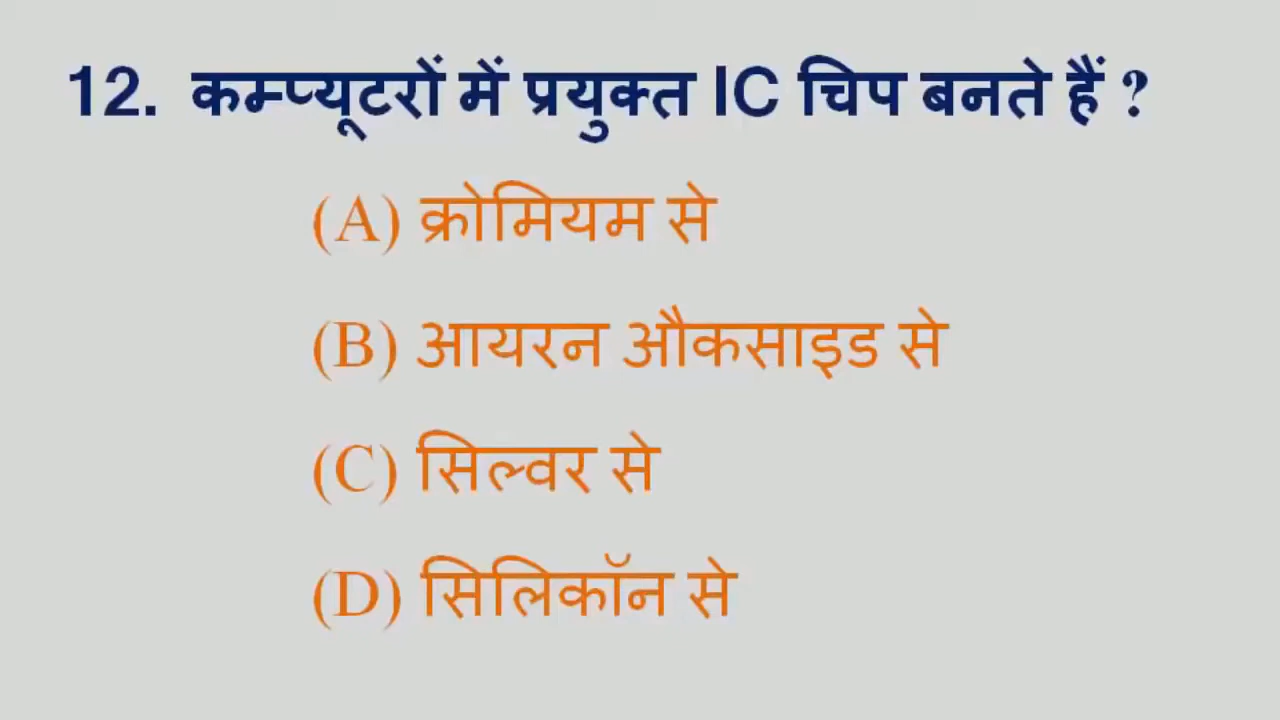 12. कम्प्यूटरों में प्रयुक्त IC चिप बनते हैं ?
(A) क्रोमियम से
(B) आयरन औकसाइड से
(C) सिल्वर से
(D) सिलिकॉन से